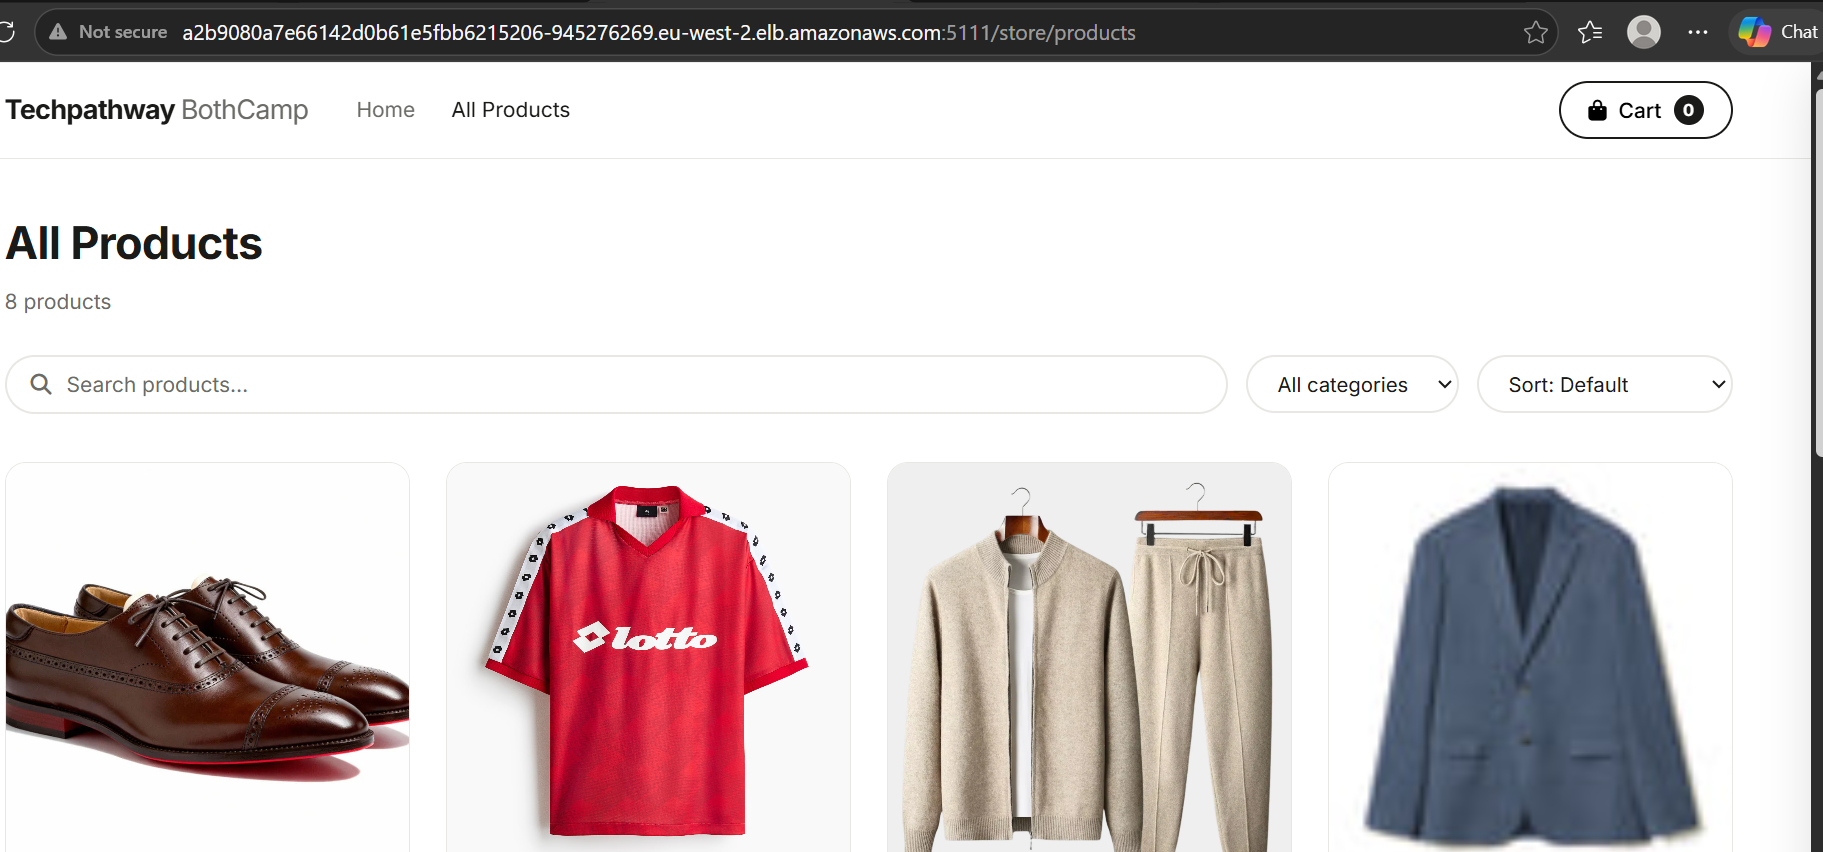 Not secure a2b9080a7e66142d0b61e5fbb6215206-945276269.eu-west-2.elb.amazonaws.com:5111/store/products Chat
Techpathway BothCamp Home All Products Cart 0
All Products
8 products
Search products... All categories Sort: Default
lotto